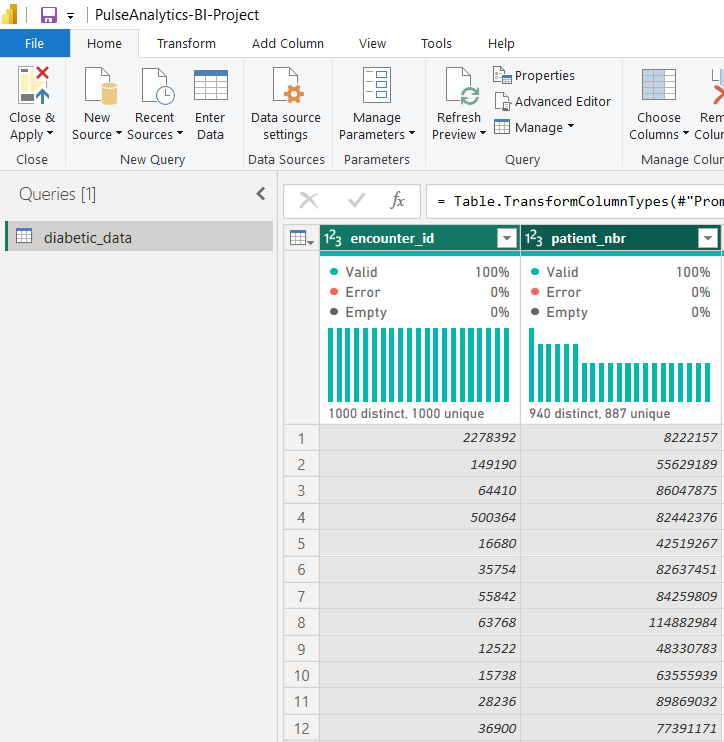 PulseAnalytics-BI-Project
File Home Transform Add Column View Tools Help
Close & Apply
New Source
Recent Sources
Enter Data
Data source settings
Manage Parameters
Refresh Preview
Properties
Advanced Editor
Manage
Choose Columns
Close New Query Data Sources Parameters Query
Queries [1]
fx = Table.TransformColumnTypes(#"Prom
diabetic_data
1²3 encounter_id 1²3 patient_nbr
Valid 100% Valid 100%
Error 0% Error 0%
Empty 0% Empty 0%
1000 distinct, 1000 unique 940 distinct, 887 unique
1 2278392 8222157
2 149190 55629189
3 64410 86047875
4 500364 82442376
5 16680 42519267
6 35754 82637451
7 55842 84259809
8 63768 114882984
9 12522 48330783
10 15738 63555939
11 28236 89869032
12 36900 77391171